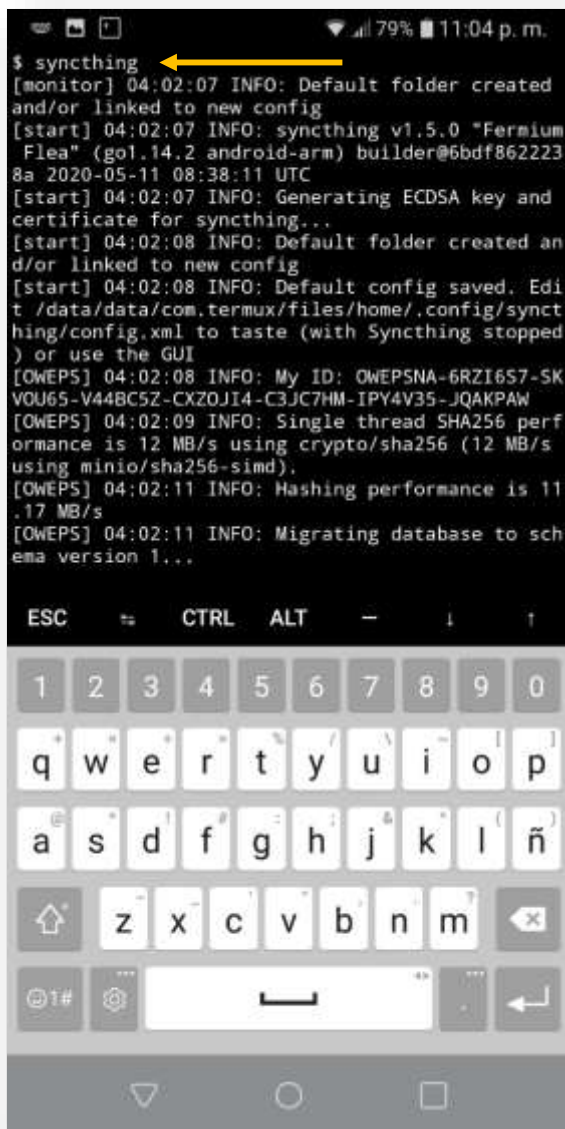 79% 11:04 p. m.
$ syncthing
[monitor] 04:02:07 INFO: Default folder created
and/or linked to new config
[start] 04:02:07 INFO: syncthing v1.5.0 "Fermium
Flea" (go1.14.2 android-arm) builder@6bdf862223
8a 2020-05-11 08:38:11 UTC
[start] 04:02:07 INFO: Generating ECDSA key and
certificate for syncthing...
[start] 04:02:08 INFO: Default folder created an
d/or linked to new config
[start] 04:02:08 INFO: Default config saved. Edi
t /data/data/com.termux/files/home/.config/synct
hing/config.xml to taste (with Syncthing stopped
) or use the GUI
[OWEPS] 04:02:08 INFO: My ID: OWEPSNA-6RZI6S7-SK
VOU65-V44BC5Z-CXZOJI4-C3JC7HM-IPY4V35-JQAKPAW
[OWEPS] 04:02:09 INFO: Single thread SHA256 perf
ormance is 12 MB/s using crypto/sha256 (12 MB/s
using minio/sha256-simd).
[OWEPS] 04:02:11 INFO: Hashing performance is 11
.17 MB/s
[OWEPS] 04:02:11 INFO: Migrating database to sch
ema version 1...
ESC CTRL ALT — ↓ ↑
1 2 3 4 5 6 7 8 9 0
q w e r t y u i o p
a s d f g h j k l ñ
z x c v b n m
1# .